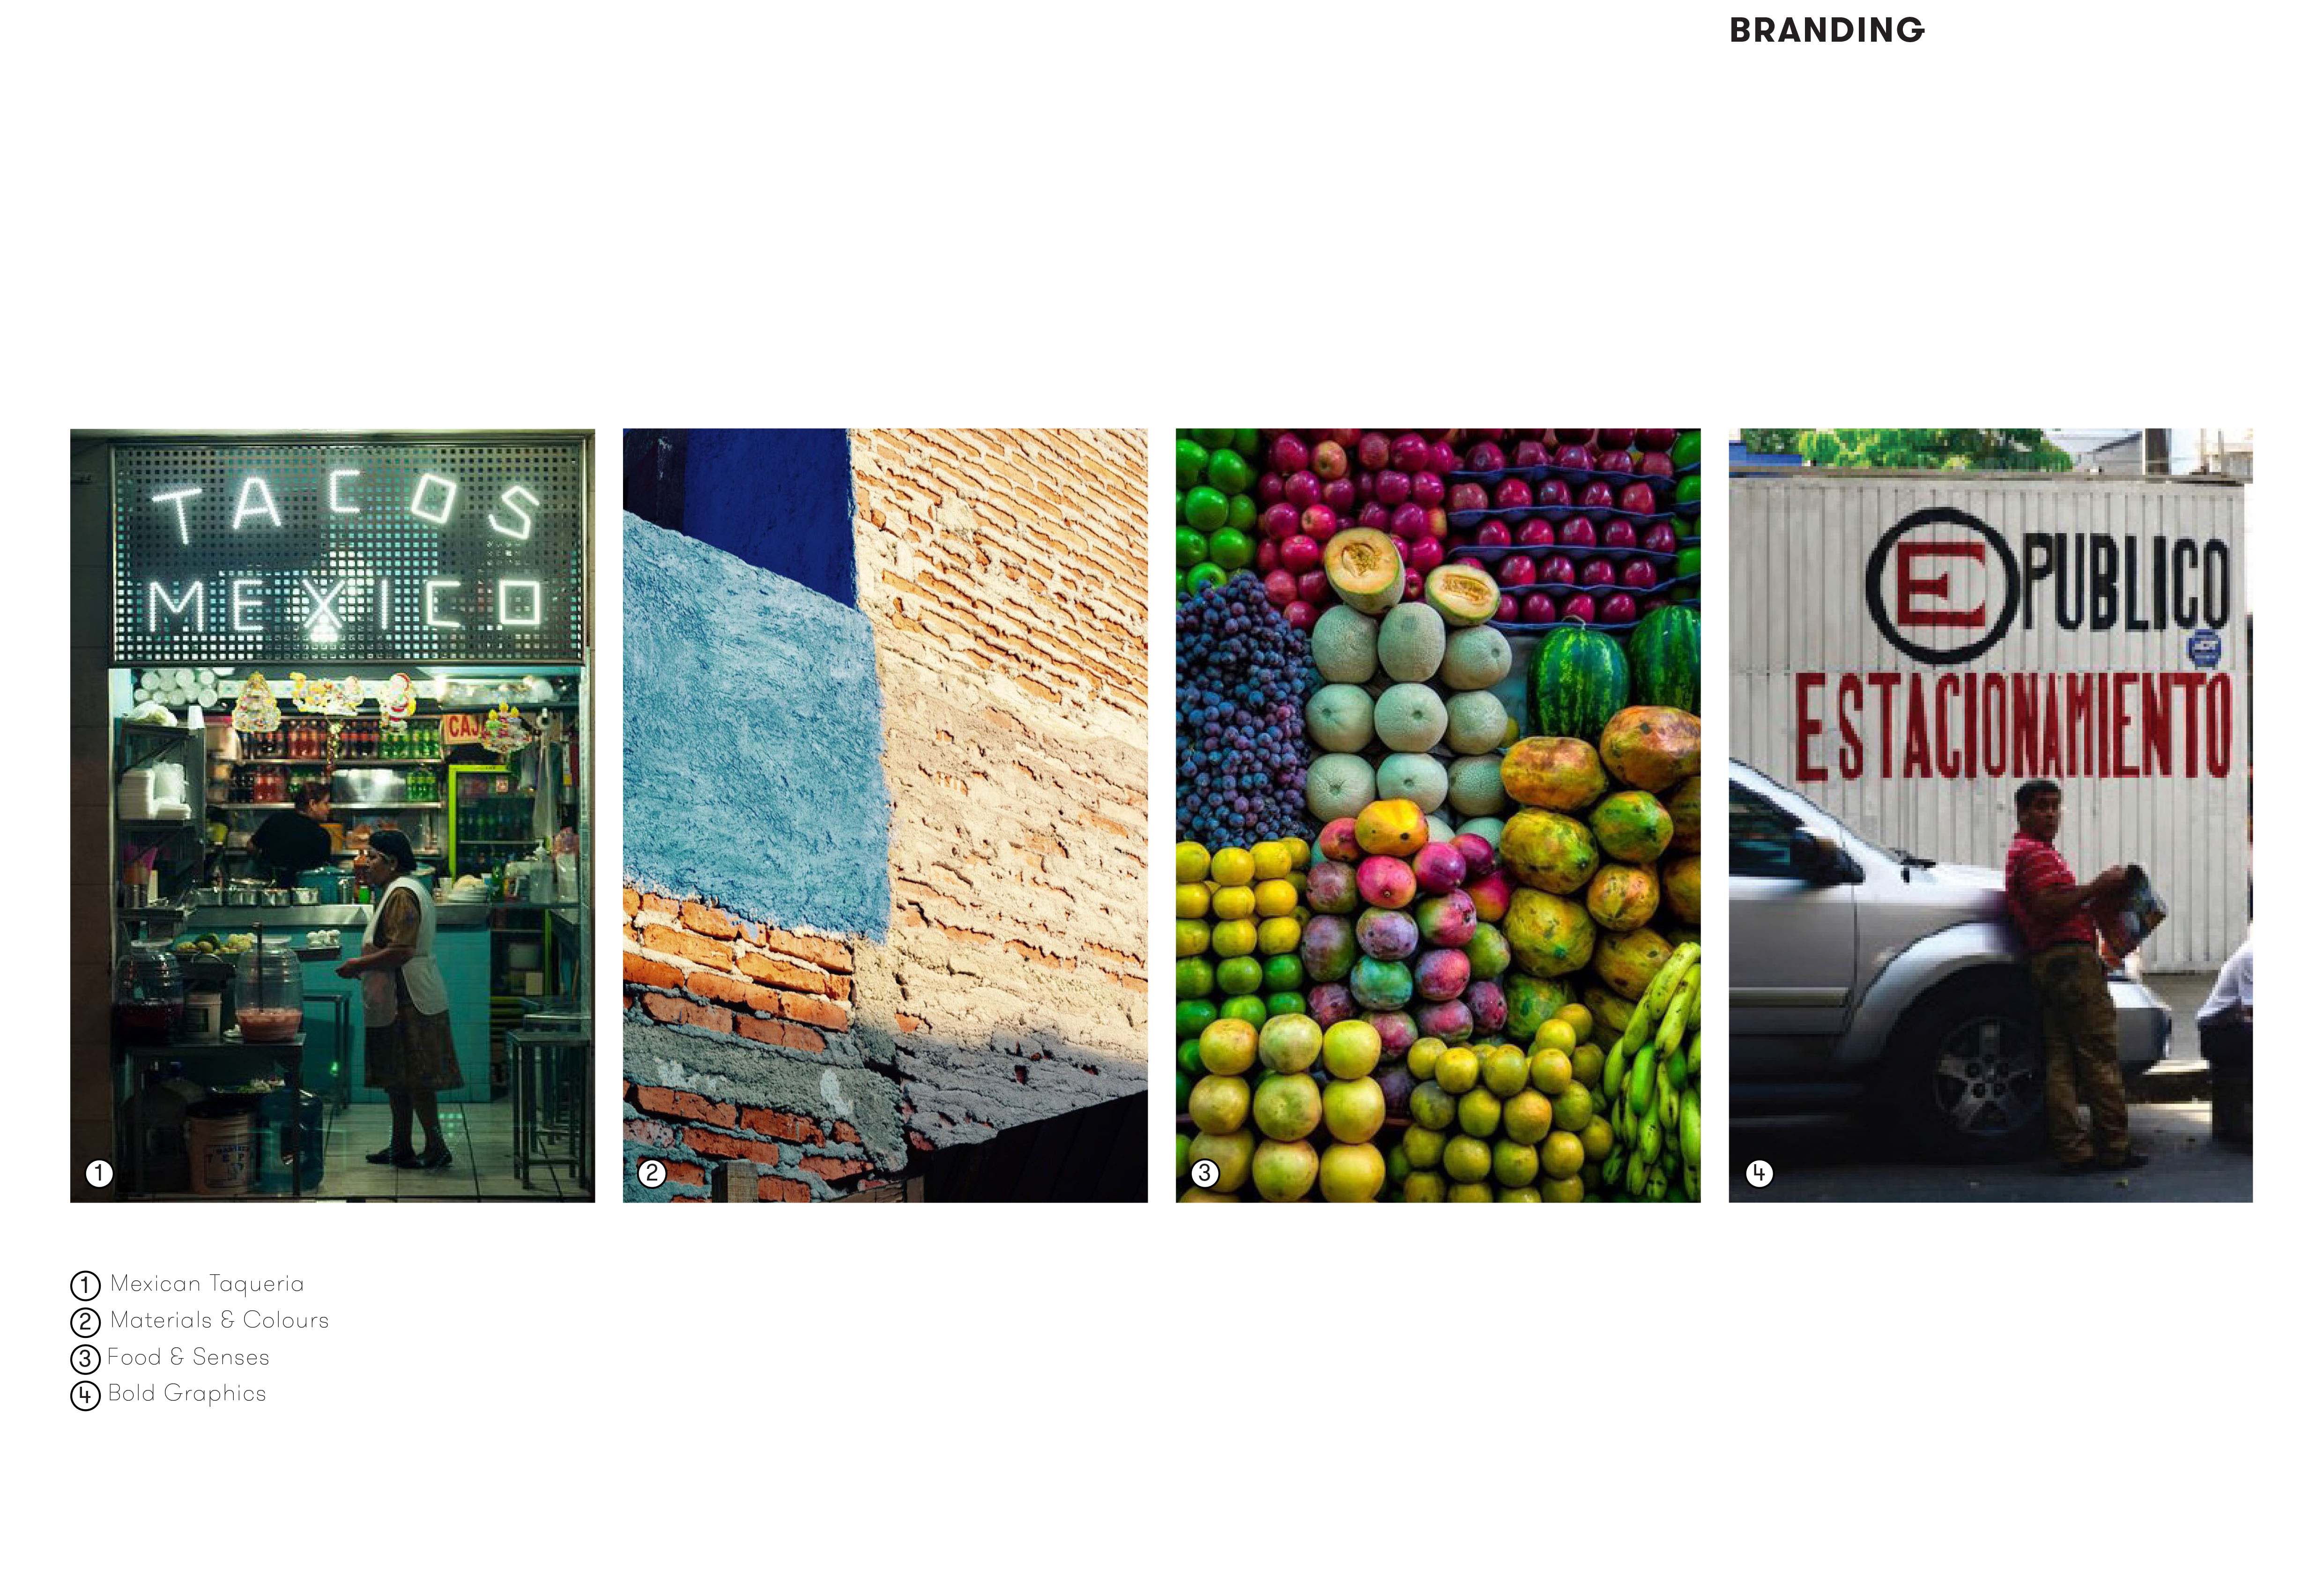 BRANDING
TACOS
MEXICO
CAJ
1
2
3
E PUBLICO
ADT
ESTACIONAMIENTO
4
1 Mexican Taqueria
2 Materials & Colours
3 Food & Senses
4 Bold Graphics